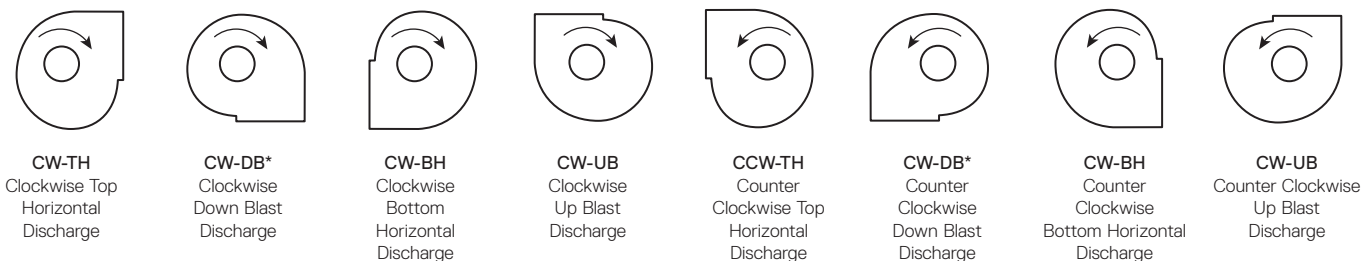 CW-TH
Clockwise Top
Horizontal
Discharge
CW-DB*
Clockwise
Down Blast
Discharge
CW-BH
Clockwise
Bottom
Horizontal
Discharge
CW-UB
Clockwise
Up Blast
Discharge
CCW-TH
Counter
Clockwise Top
Horizontal
Discharge
CW-DB*
Counter
Clockwise
Down Blast
Discharge
CW-BH
Counter
Clockwise
Bottom Horizontal
Discharge
CW-UB
Counter Clockwise
Up Blast
Discharge